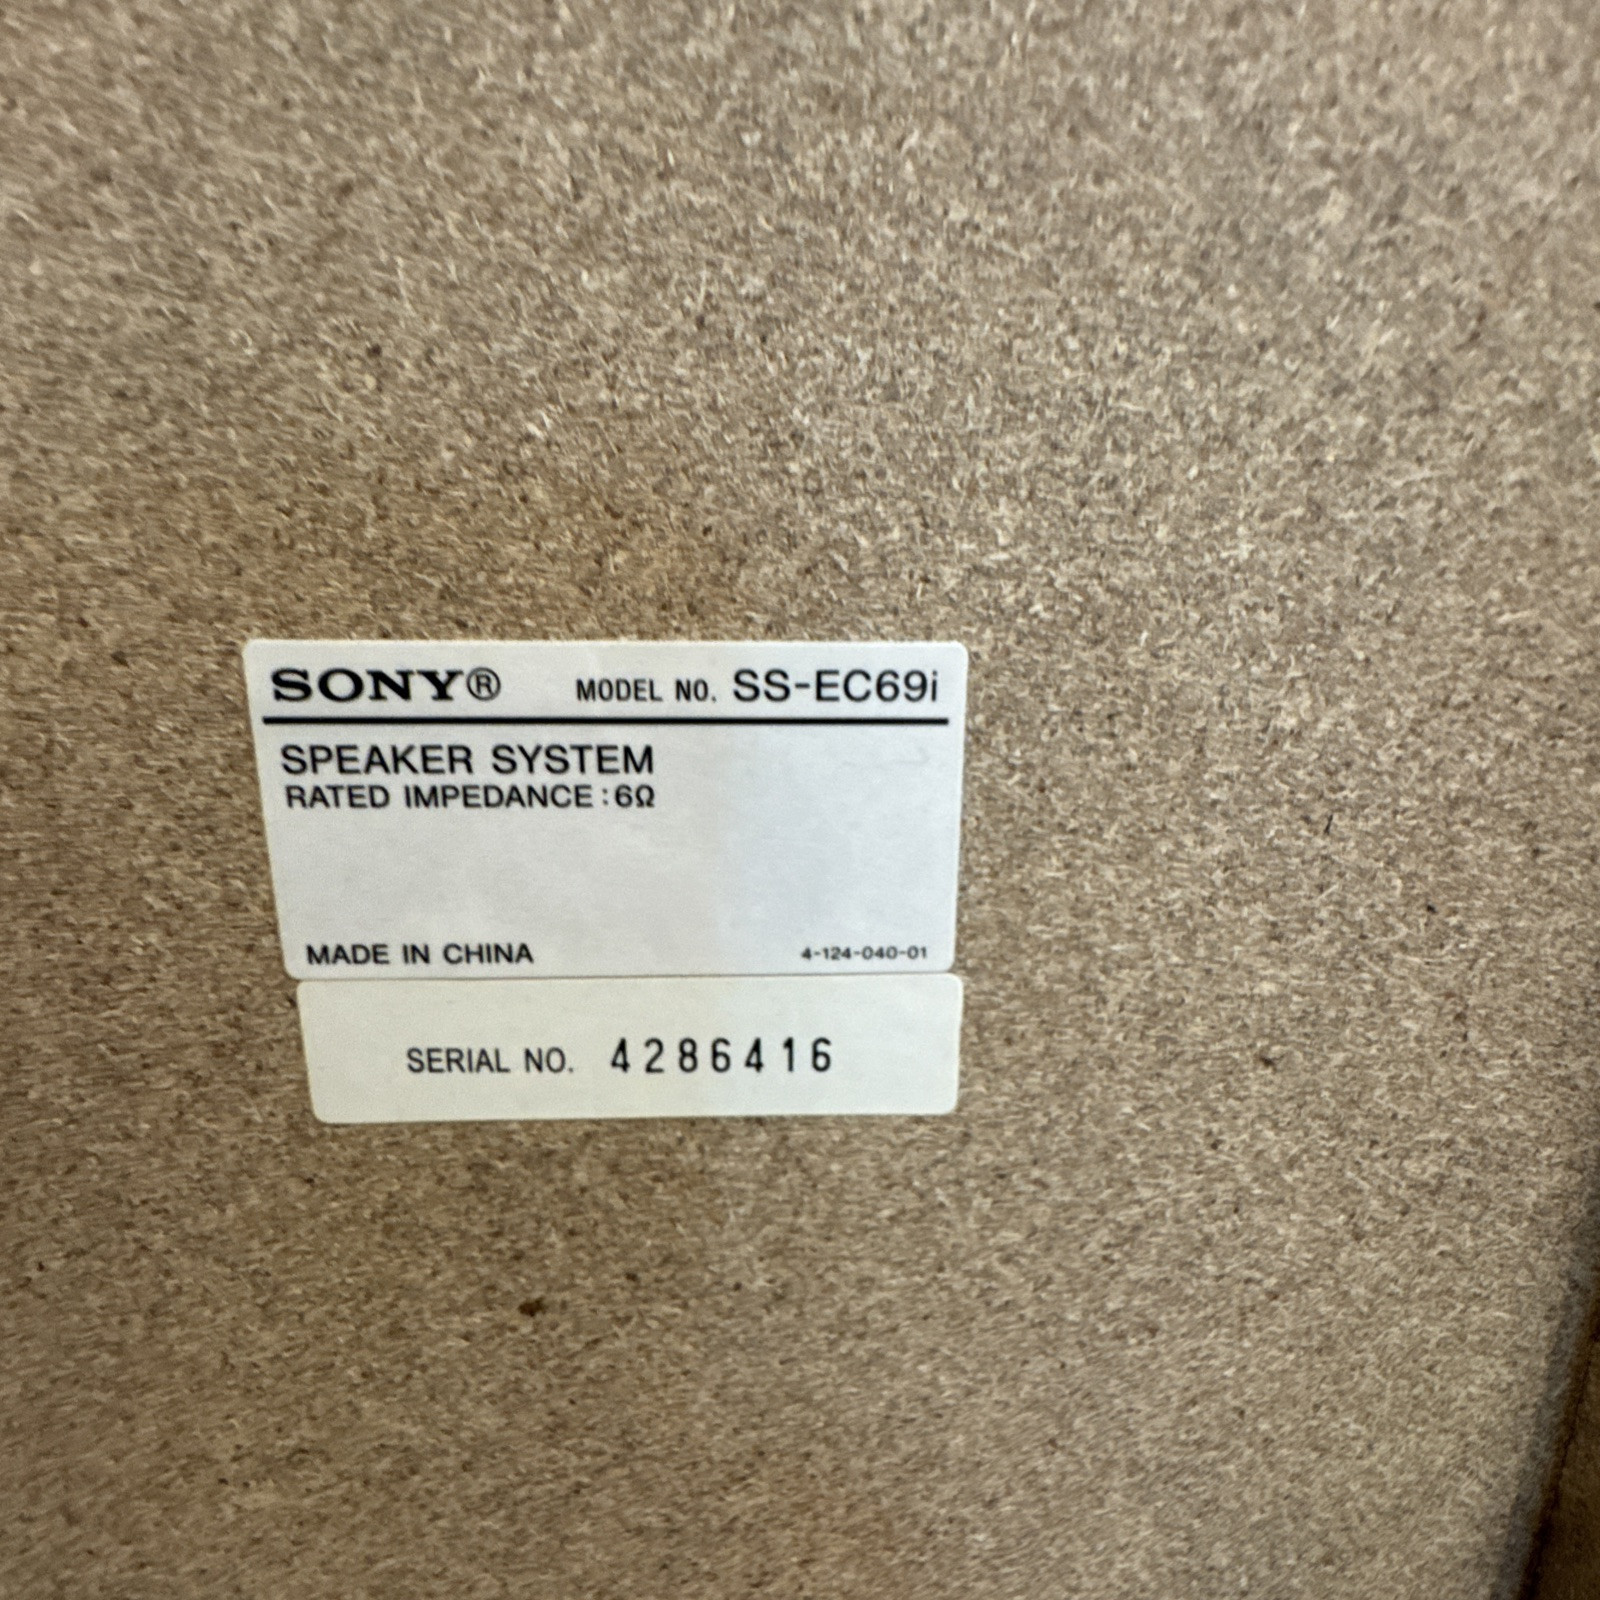 SONY® MODEL NO. SS-EC69i
SPEAKER SYSTEM
RATED IMPEDANCE : 6Ω
MADE IN CHINA 4-124-040-01
SERIAL NO. 4286416